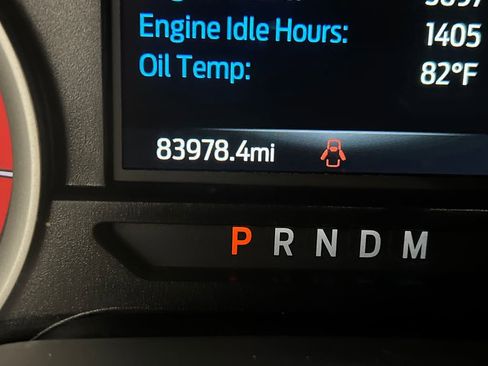 Engine Idle Hours: 1405
Oil Temp: 82°F
83978.4mi
P R N D M